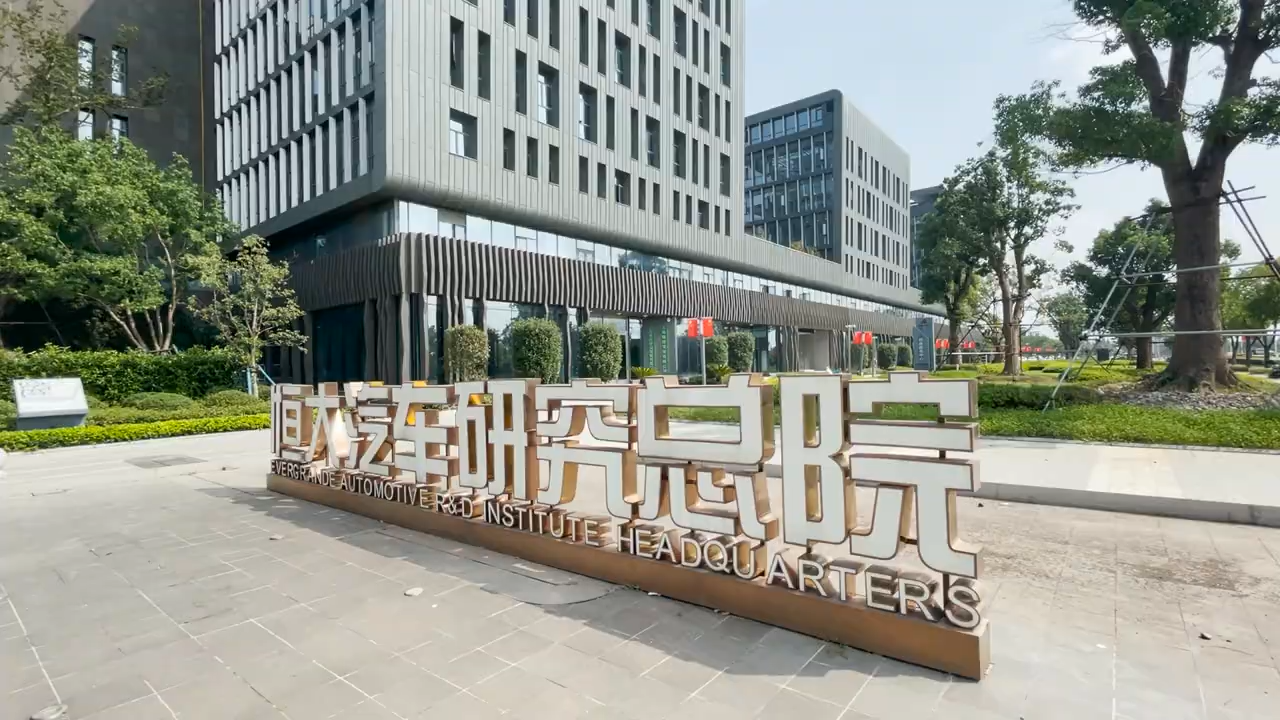 恒大汽车研究总院
EVERGRANDE AUTOMOTIVE R&D INSTITUTE HEADQUARTERS